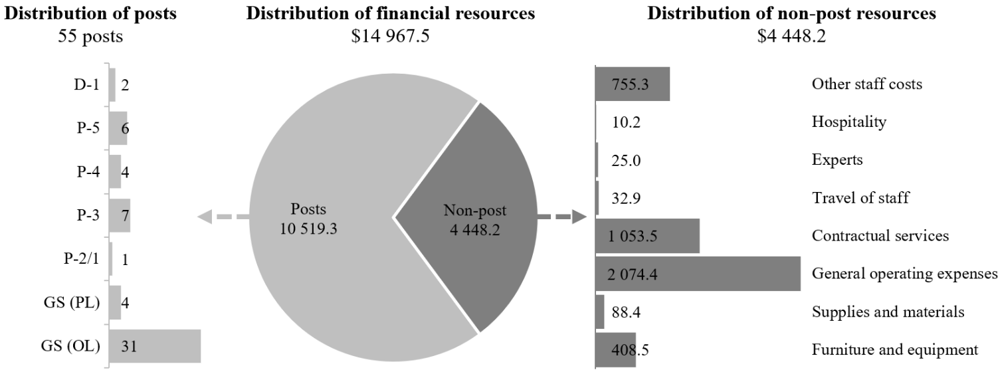 Distribution of posts
55 posts
D-1 2
P-5 6
P-4 4
P-3 7
P-2/1 1
GS (PL) 4
GS (OL) 31
Distribution of financial resources
$14 967.5
Posts
10 519.3
Non-post
4 448.2
Distribution of non-post resources
$4 448.2
755.3 Other staff costs
10.2 Hospitality
25.0 Experts
32.9 Travel of staff
1 053.5 Contractual services
2 074.4 General operating expenses
88.4 Supplies and materials
408.5 Furniture and equipment